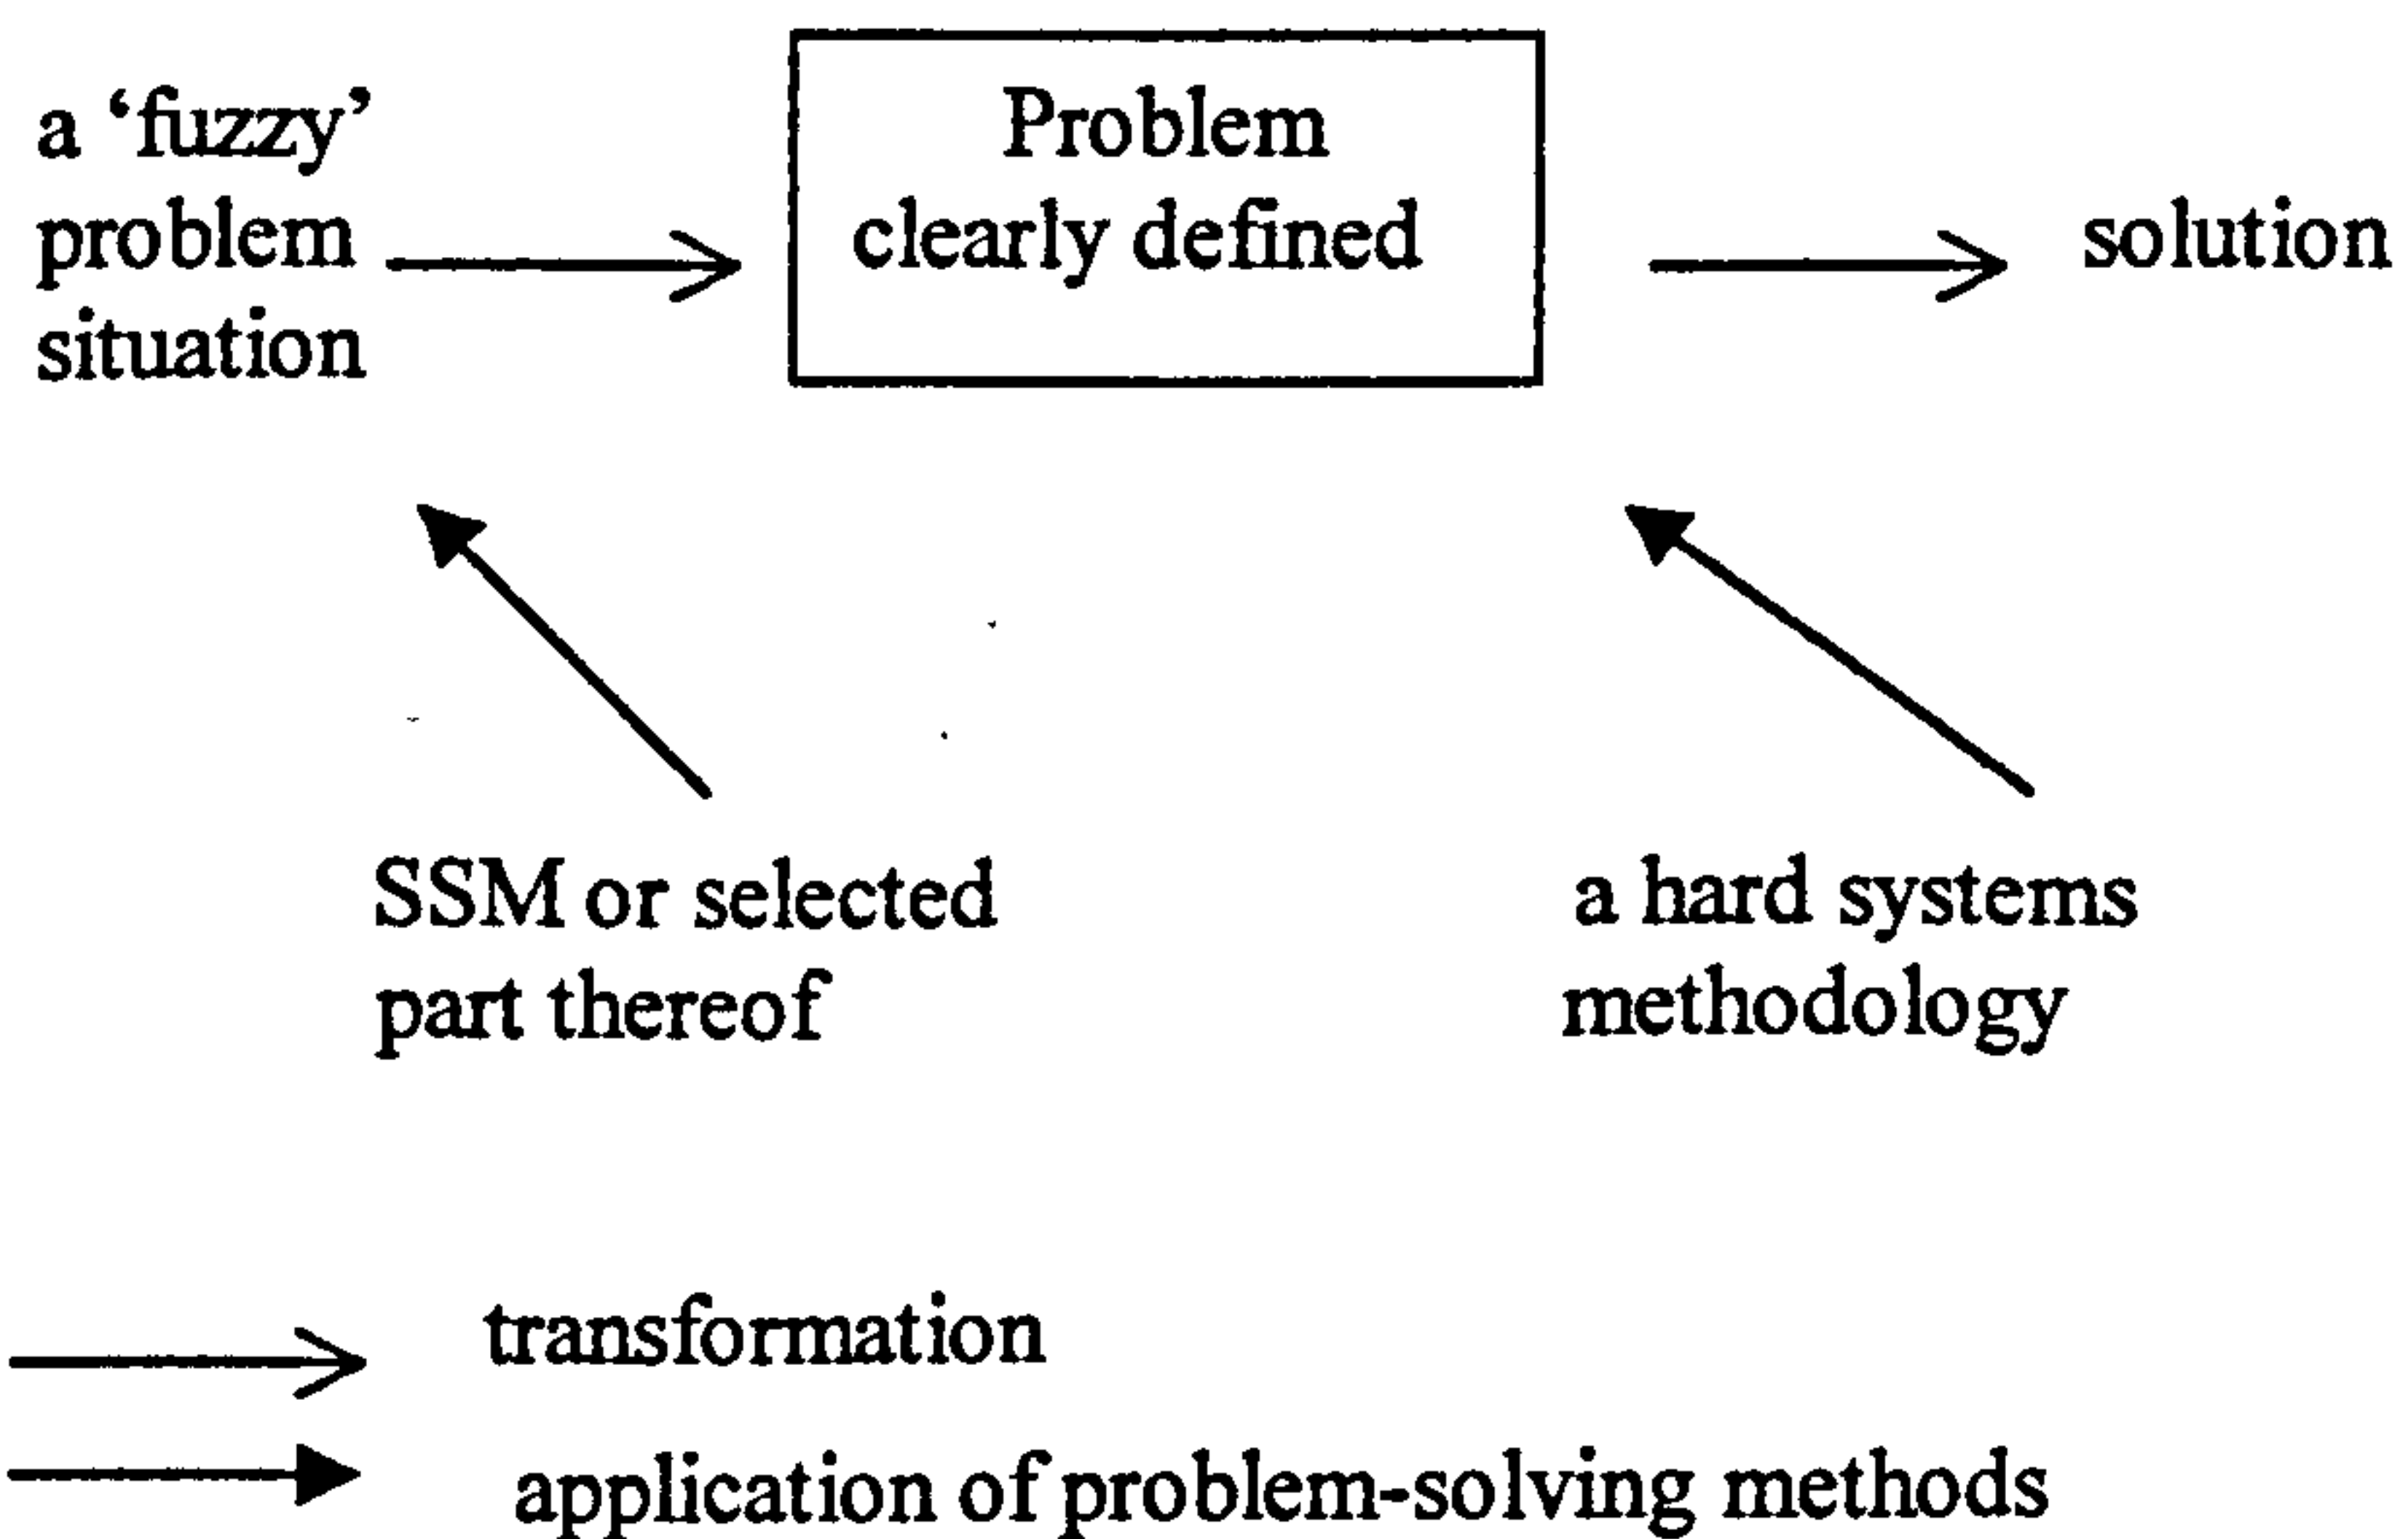 a ‘fuzzy’
problem
situation
Problem
clearly defined
solution
SSM or selected
part thereof
a hard systems
methodology
transformation
application of problem-solving methods